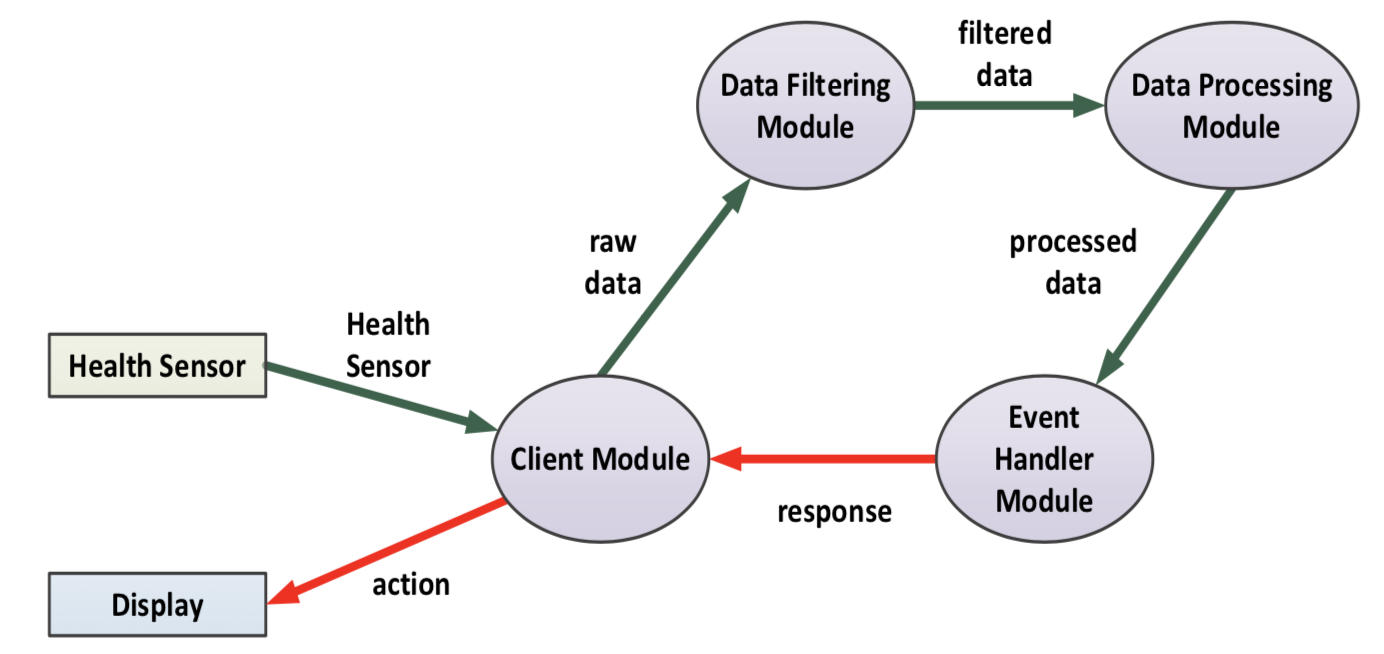 filtered
data
Data Filtering
Module
Data Processing
Module
raw
data
processed
data
Health
Sensor
Health Sensor
Client Module
Event
Handler
Module
response
action
Display